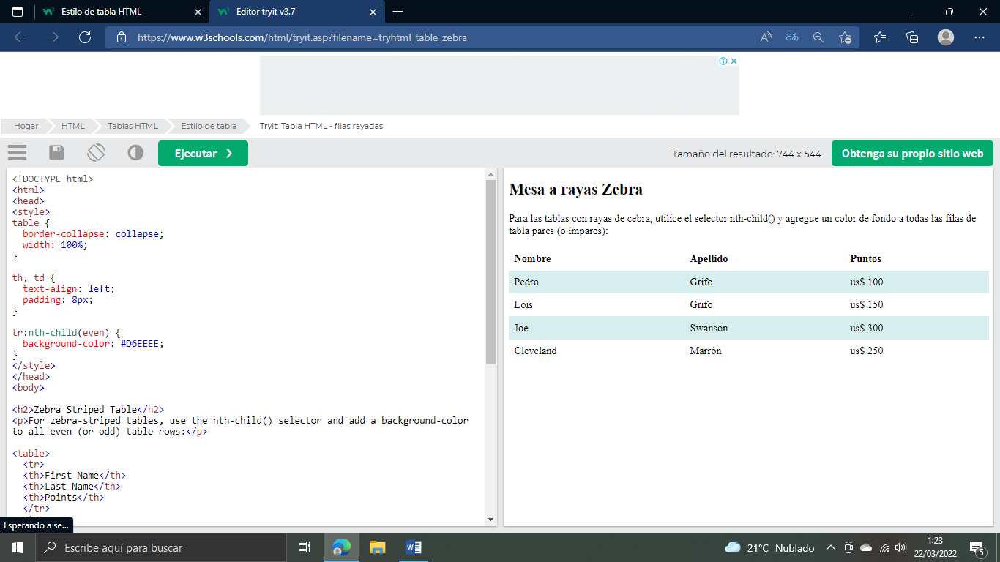 Estilo de tabla HTML
Editor tryit v3.7
https://www.w3schools.com/html/tryit.asp?filename=tryhtml_table_zebra
Hogar
HTML
Tablas HTML
Estilo de tabla
Tryit: Tabla HTML - filas rayadas
Ejecutar ❯
Tamaño del resultado: 744 x 544
Obtenga su propio sitio web
<!DOCTYPE html>
<html>
<head>
<style>
table {
  border-collapse: collapse;
  width: 100%;
}

th, td {
  text-align: left;
  padding: 8px;
}

tr:nth-child(even) {
  background-color: #D6EEEE;
}
</style>
</head>
<body>

<h2>Zebra Striped Table</h2>
<p>For zebra-striped tables, use the nth-child() selector and add a background-color
to all even (or odd) table rows:</p>

<table>
  <tr>
  <th>First Name</th>
  <th>Last Name</th>
  <th>Points</th>
  </tr>
Mesa a rayas Zebra
Para las tablas con rayas de cebra, utilice el selector nth-child() y agregue un color de fondo a todas las filas de
tabla pares (o impares):
Nombre Apellido Puntos
Pedro Grifo us$ 100
Lois Grifo us$ 150
Joe Swanson us$ 300
Cleveland Marrón us$ 250
Esperando a se...
Escribe aquí para buscar
21°C Nublado
1:23
22/03/2022
5